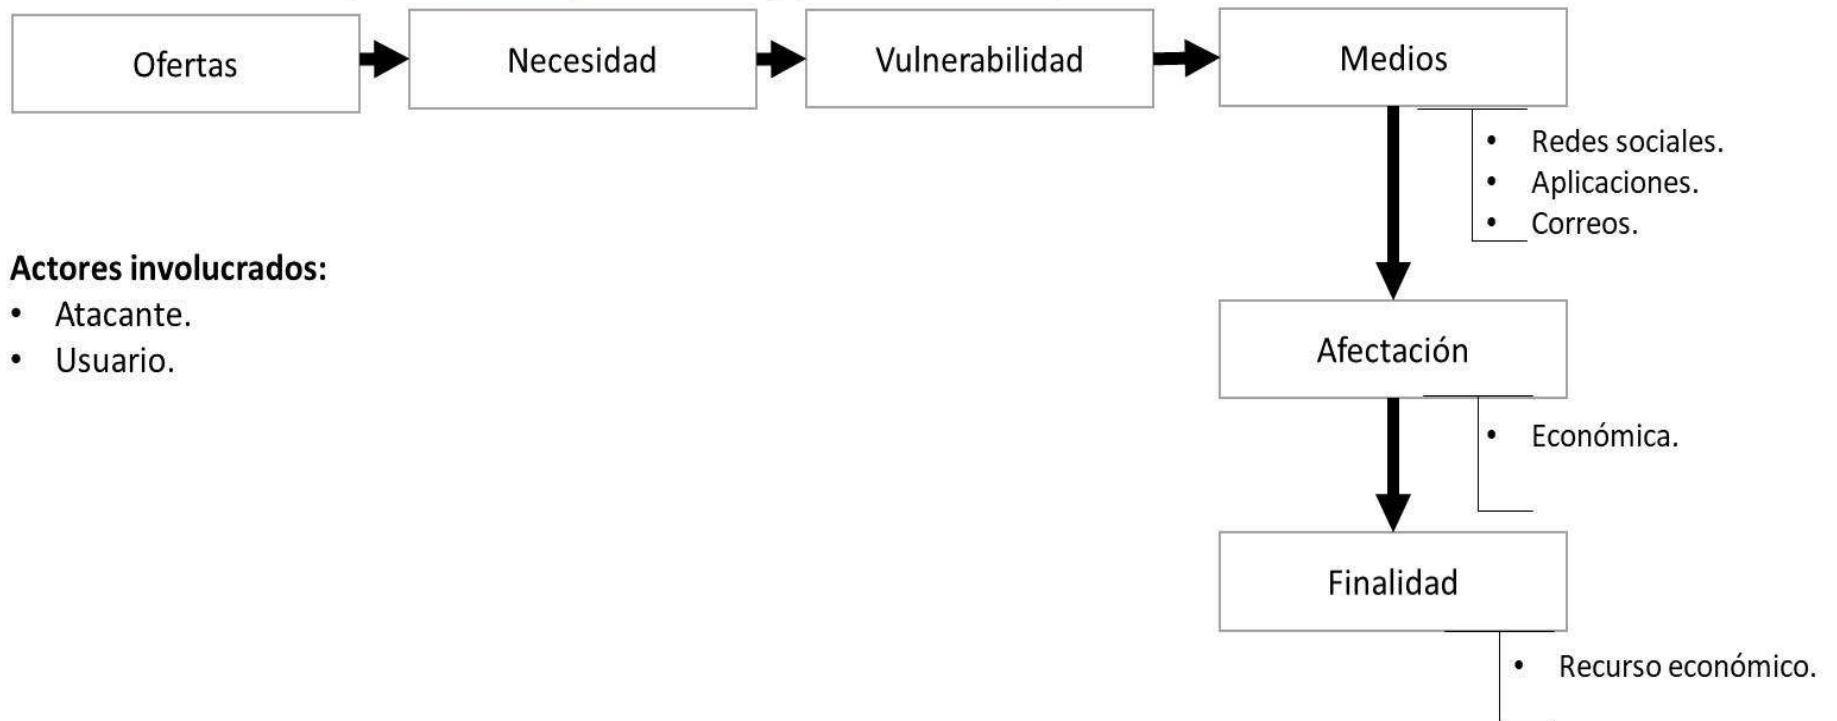 Ofertas
Necesidad
Vulnerabilidad
Medios
• Redes sociales.
• Aplicaciones.
• Correos.
Actores involucrados:
• Atacante.
• Usuario.
Afectación
• Económica.
Finalidad
• Recurso económico.